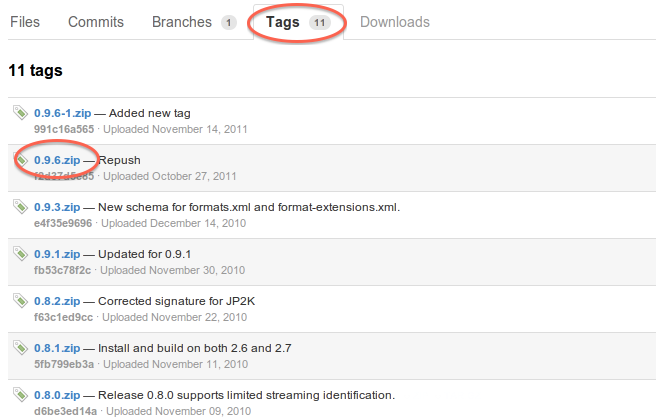 Files Commits Branches 1 Tags 11 Downloads
11 tags
0.9.6-1.zip — Added new tag
991c16a565 · Uploaded November 14, 2011
0.9.6.zip — Repush
f2d37d5e85 · Uploaded October 27, 2011
0.9.3.zip — New schema for formats.xml and format-extensions.xml.
e4f35e9696 · Uploaded December 14, 2010
0.9.1.zip — Updated for 0.9.1
fb53c78f2c · Uploaded November 30, 2010
0.8.2.zip — Corrected signature for JP2K
f63c1ed9cc · Uploaded November 22, 2010
0.8.1.zip — Install and build on both 2.6 and 2.7
5fb799eb3a · Uploaded November 11, 2010
0.8.0.zip — Release 0.8.0 supports limited streaming identification.
d6be3ed14a · Uploaded November 09, 2010